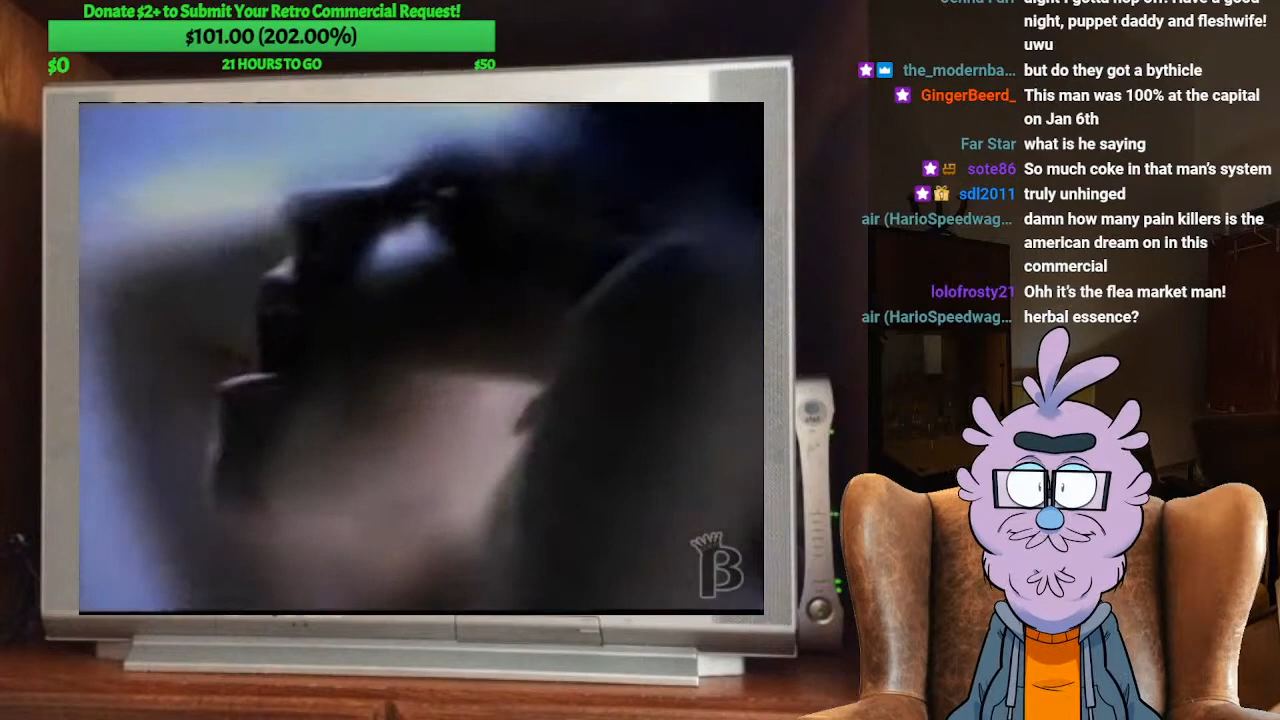 Donate $2+ to Submit Your Retro Commercial Request!
$101.00 (202.00%)
$0 21 HOURS TO GO $50
night, puppet daddy and fleshwife!
uwu
the_modernba... but do they got a bythicle
GingerBeerd_ This man was 100% at the capital
on Jan 6th
Far Star what is he saying
sote86 So much coke in that man's system
sdl2011 truly unhinged
air (HarioSpeedwag... damn how many pain killers is the
american dream on in this
commercial
lolofrosty21 Ohh it's the flea market man!
air (HarioSpeedwag... herbal essence?
B